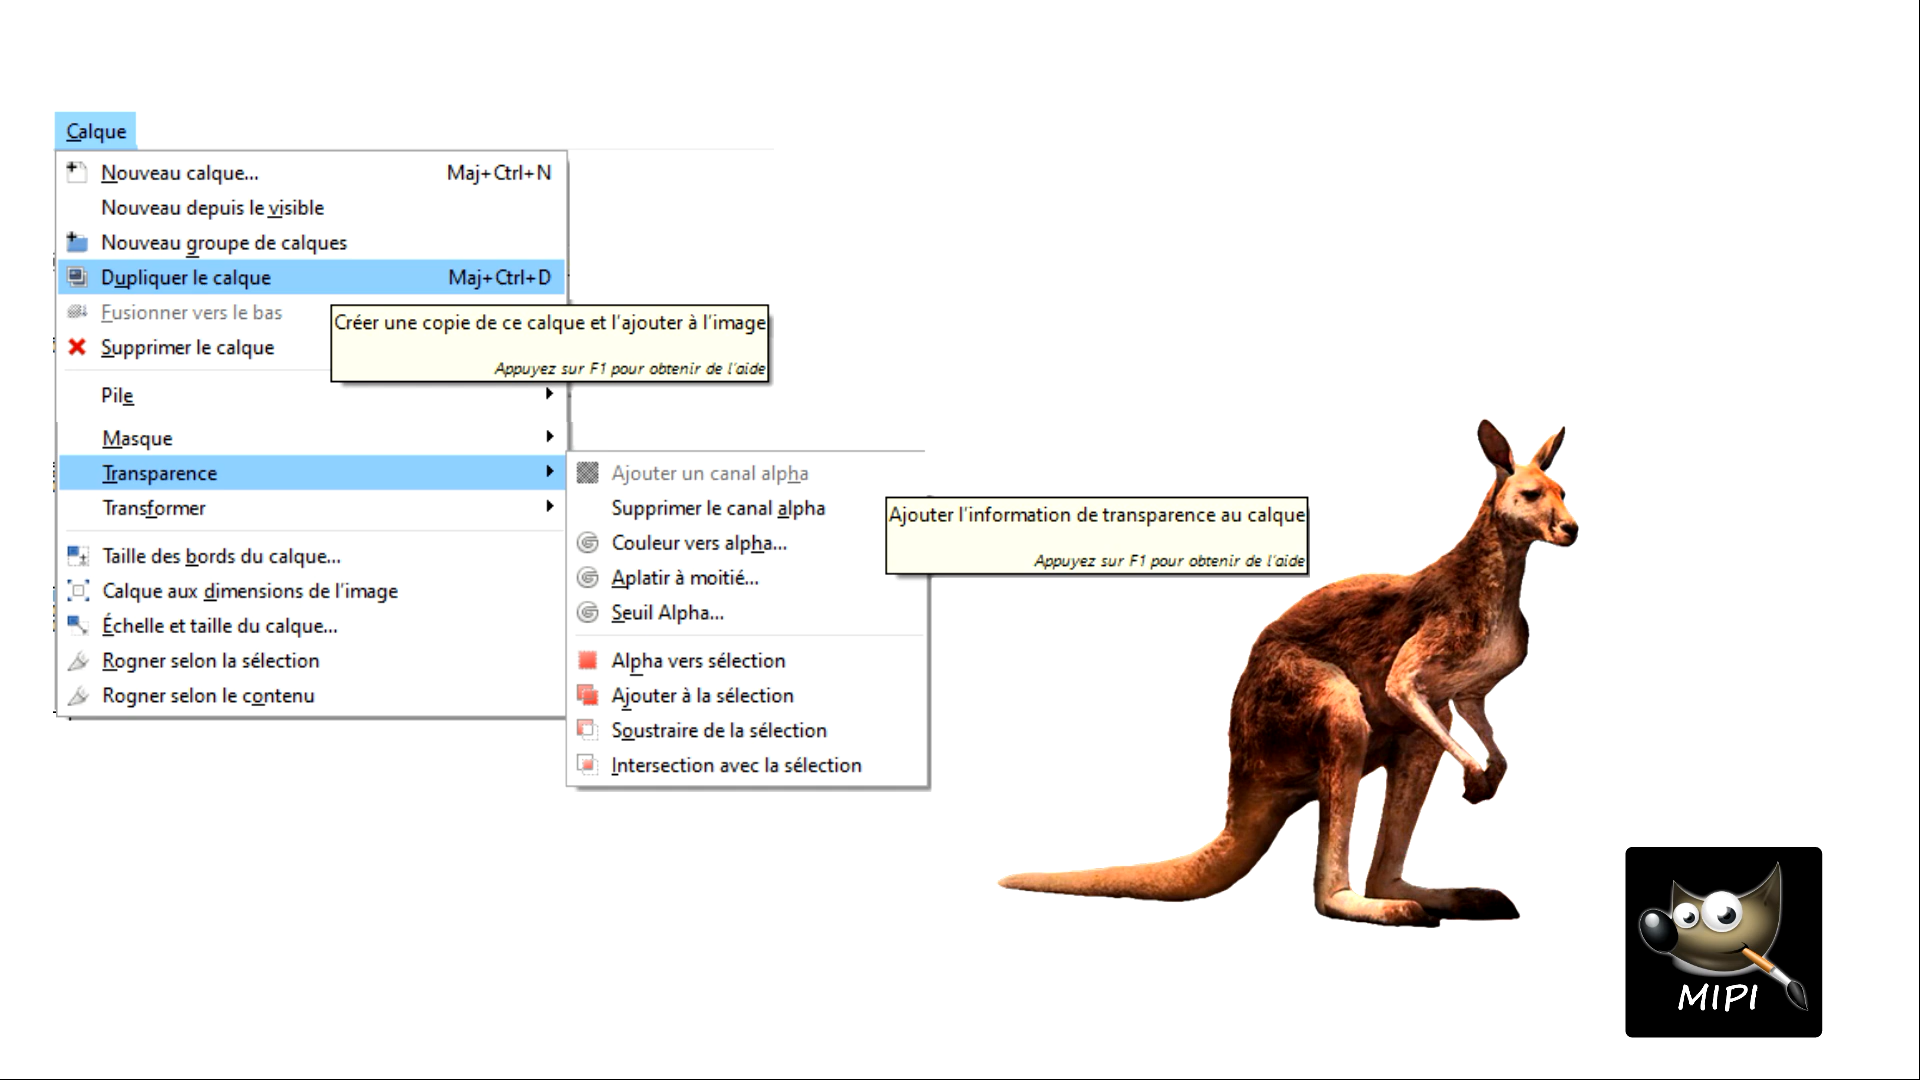 Calque
Nouveau calque... Maj+Ctrl+N
Nouveau depuis le visible
Nouveau groupe de calques
Dupliquer le calque Maj+Ctrl+D
Fusionner vers le bas
Créer une copie de ce calque et l'ajouter à l'image
Supprimer le calque
Appuyez sur F1 pour obtenir de l'aide
Pile
Masque
Transparence
Transformer
Taille des bords du calque...
Calque aux dimensions de l'image
Échelle et taille du calque...
Rogner selon la sélection
Rogner selon le contenu
Ajouter un canal alpha
Supprimer le canal alpha
Couleur vers alpha...
Aplatir à moitié...
Seuil Alpha...
Alpha vers sélection
Ajouter à la sélection
Soustraire de la sélection
Intersection avec la sélection
Ajouter l'information de transparence au calque
Appuyez sur F1 pour obtenir de l'aide
MIPI